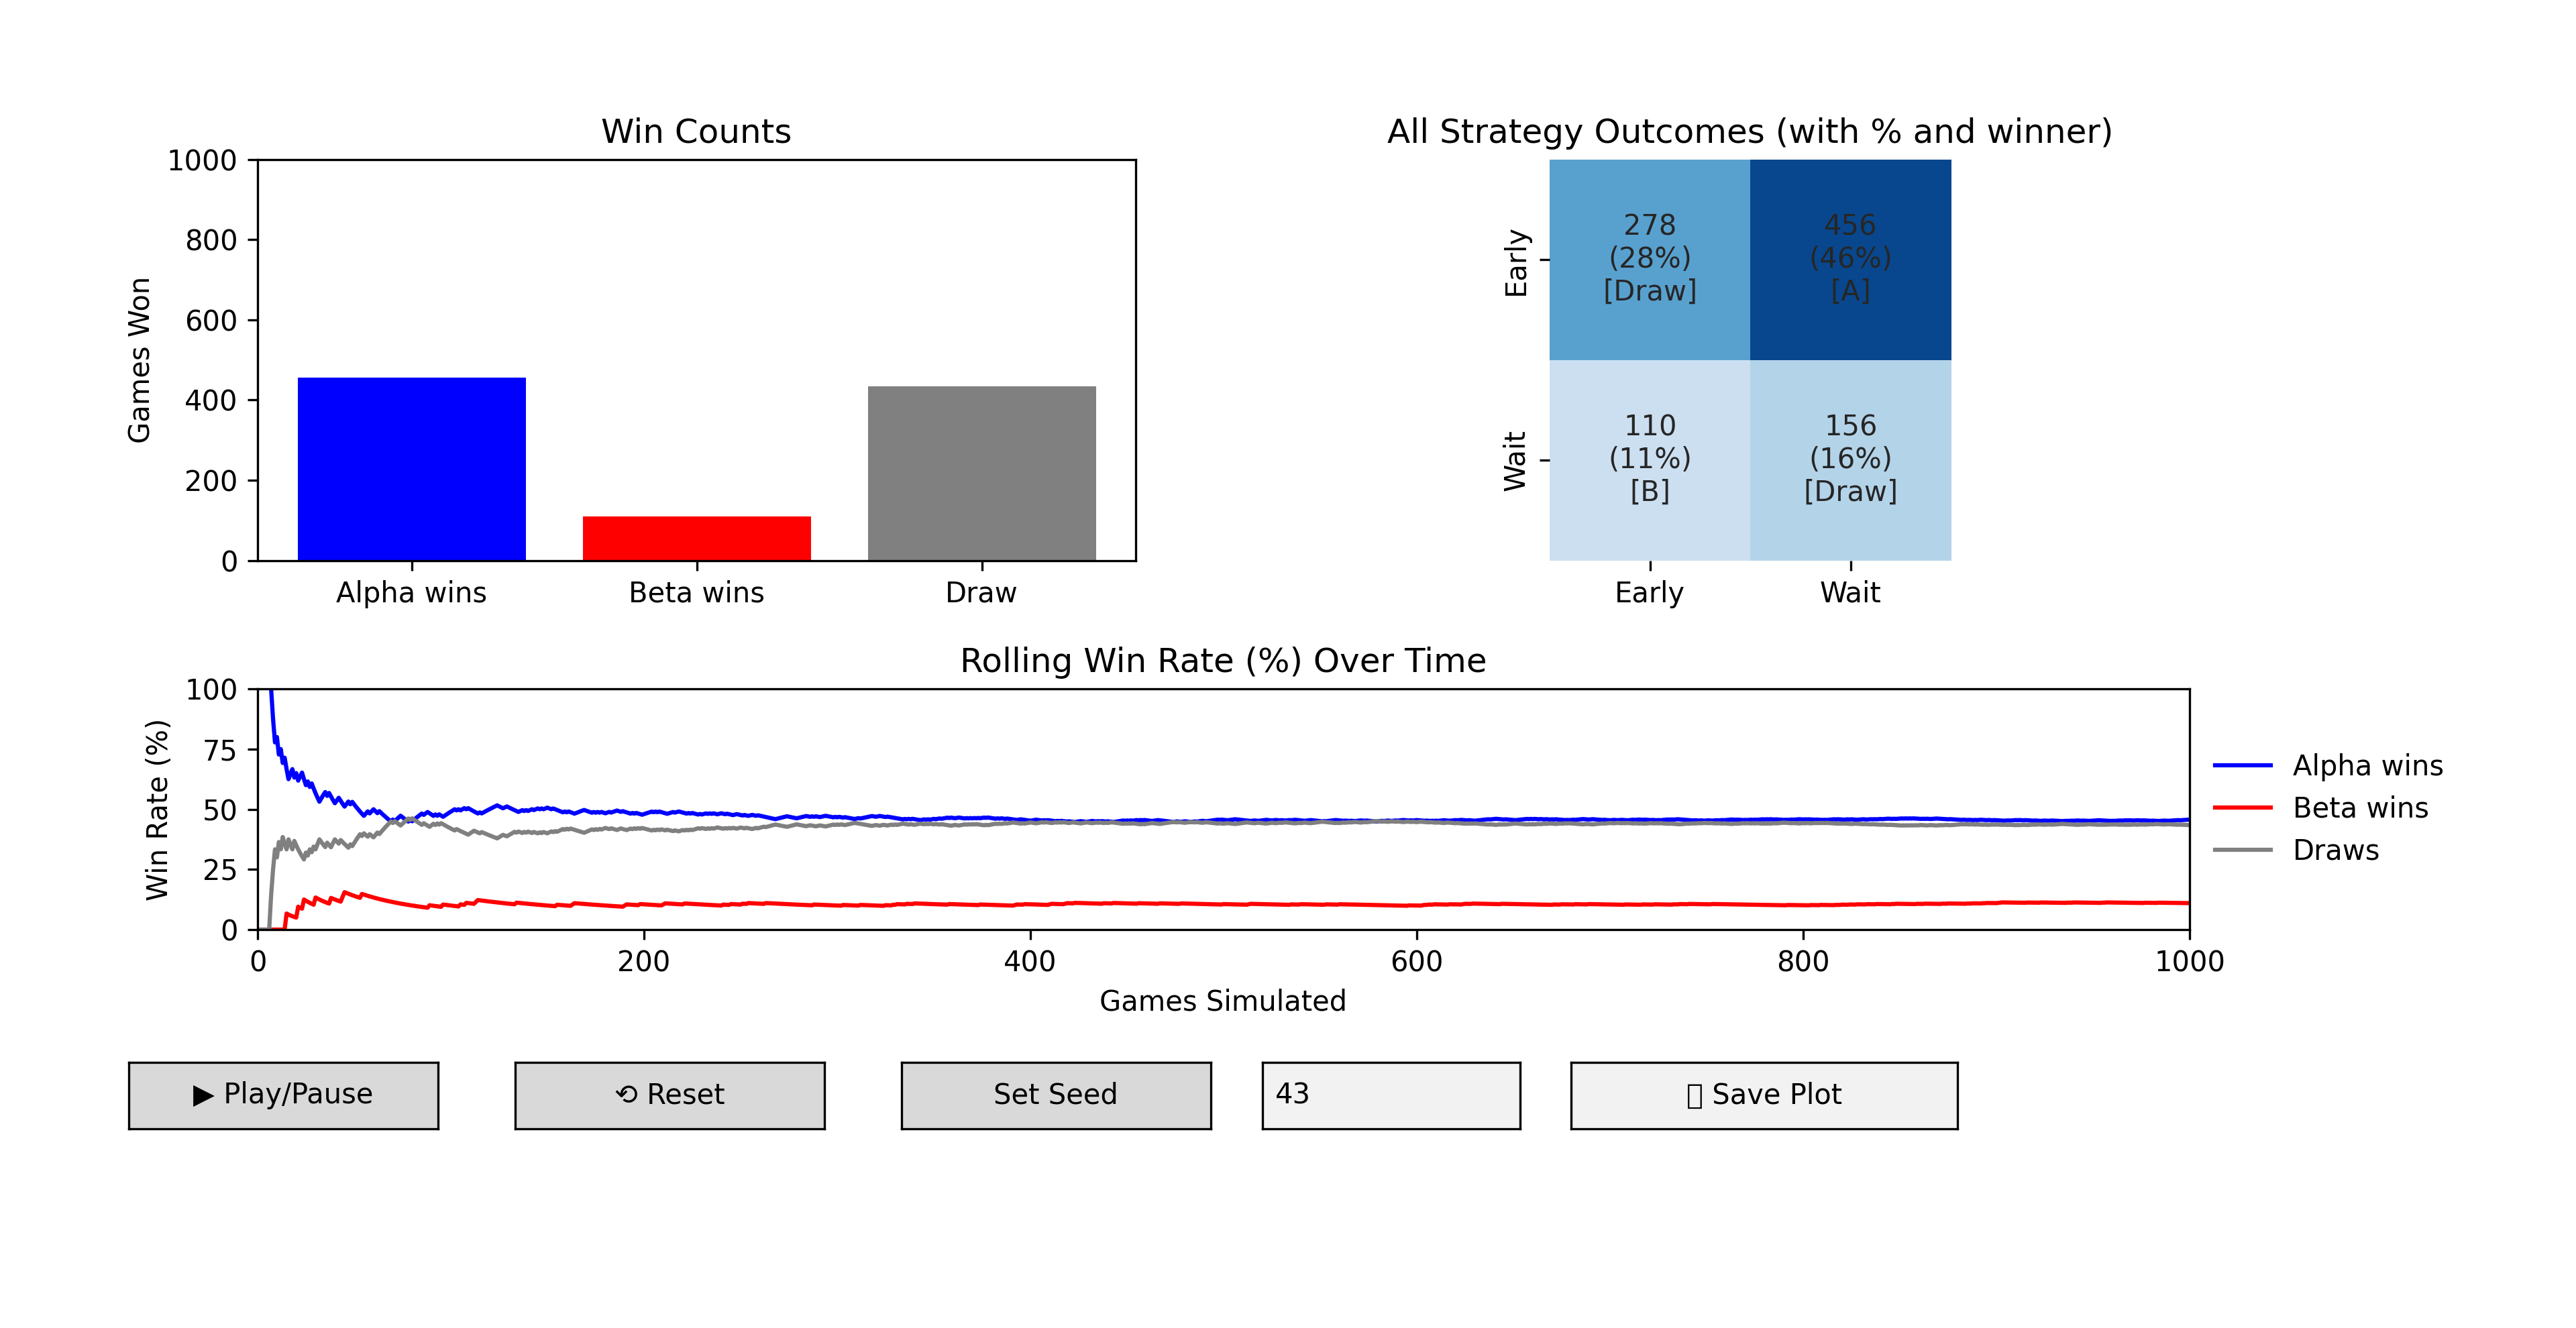 Win Counts
1000
800
600
400
200
0
Games Won
Alpha wins
Beta wins
Draw
All Strategy Outcomes (with % and winner)
Early
Wait
278
(28%)
[Draw]
456
(46%)
[A]
110
(11%)
[B]
156
(16%)
[Draw]
Early
Wait
Rolling Win Rate (%) Over Time
100
75
50
25
0
Win Rate (%)
0
200
400
600
800
1000
Games Simulated
Alpha wins
Beta wins
Draws
▶ Play/Pause
⟲ Reset
Set Seed
43
▯ Save Plot